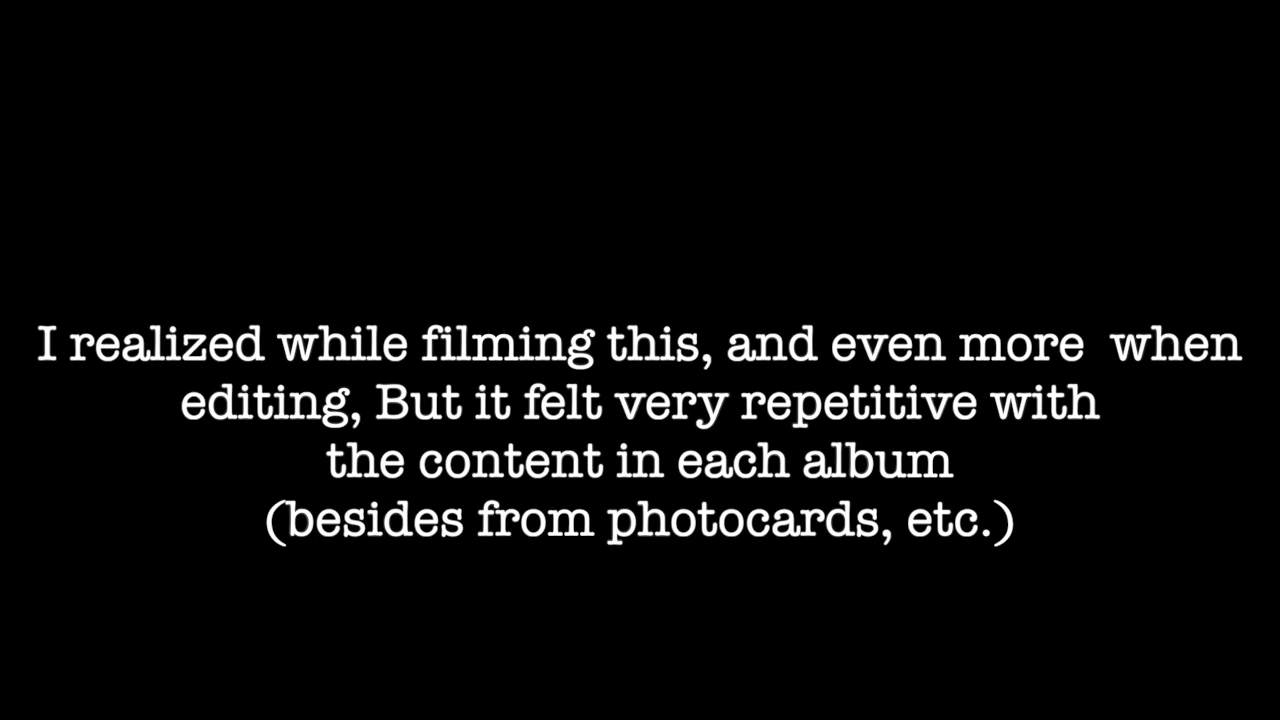 I realized while filming this, and even more  when
editing, But it felt very repetitive with
the content in each album
(besides from photocards, etc.)